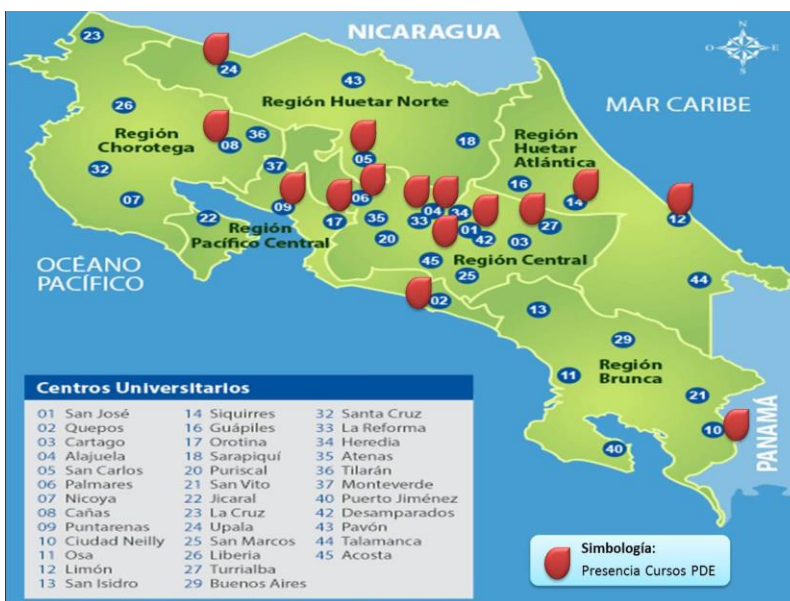 NICARAGUA
N
O
E
S
MAR CARIBE
23
24
43
Región Huetar Norte
26
Región
Chorotega
08
36
05
18
Región
Huetar
Atlántica
32
37
16
07
09
06
04
34
14
22
17
35
33
01
27
12
Región
Pacífico Central
20
42
03
OCÉANO
PACÍFICO
45
Región Central
25
44
02
13
29
Región
Brunca
11
21
10
40
PANAMÁ
Centros Universitarios
01 San José
02 Quepos
03 Cartago
04 Alajuela
05 San Carlos
06 Palmares
07 Nicoya
08 Cañas
09 Puntarenas
10 Ciudad Neilly
11 Osa
12 Limón
13 San Isidro
14 Siquirres
16 Guápiles
17 Orotina
18 Sarapiquí
20 Puriscal
21 San Vito
22 Jicaral
23 La Cruz
24 Upala
25 San Marcos
26 Liberia
27 Turrialba
29 Buenos Aires
32 Santa Cruz
33 La Reforma
34 Heredia
35 Atenas
36 Tilarán
37 Monteverde
40 Puerto Jiménez
42 Desamparados
43 Pavón
44 Talamanca
45 Acosta
Simbología:
Presencia Cursos PDE